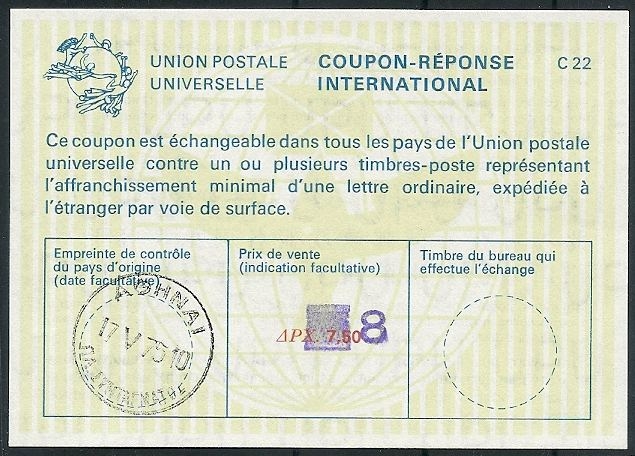 UNION POSTALE
UNIVERSELLE
COUPON-RÉPONSE
INTERNATIONAL
C 22
Ce coupon est échangeable dans tous les pays de l'Union postale
universelle contre un ou plusieurs timbres-poste représentant
l'affranchissement minimal d'une lettre ordinaire, expédiée à
l'étranger par voie de surface.
Empreinte de contrôle
du pays d'origine
(date facultative)
Prix de vente
(indication facultative)
Timbre du bureau qui
effectue l'échange
ΑΘΗΝΑΙ
17 V 75 10
ΔΡΧ. 7,50
8